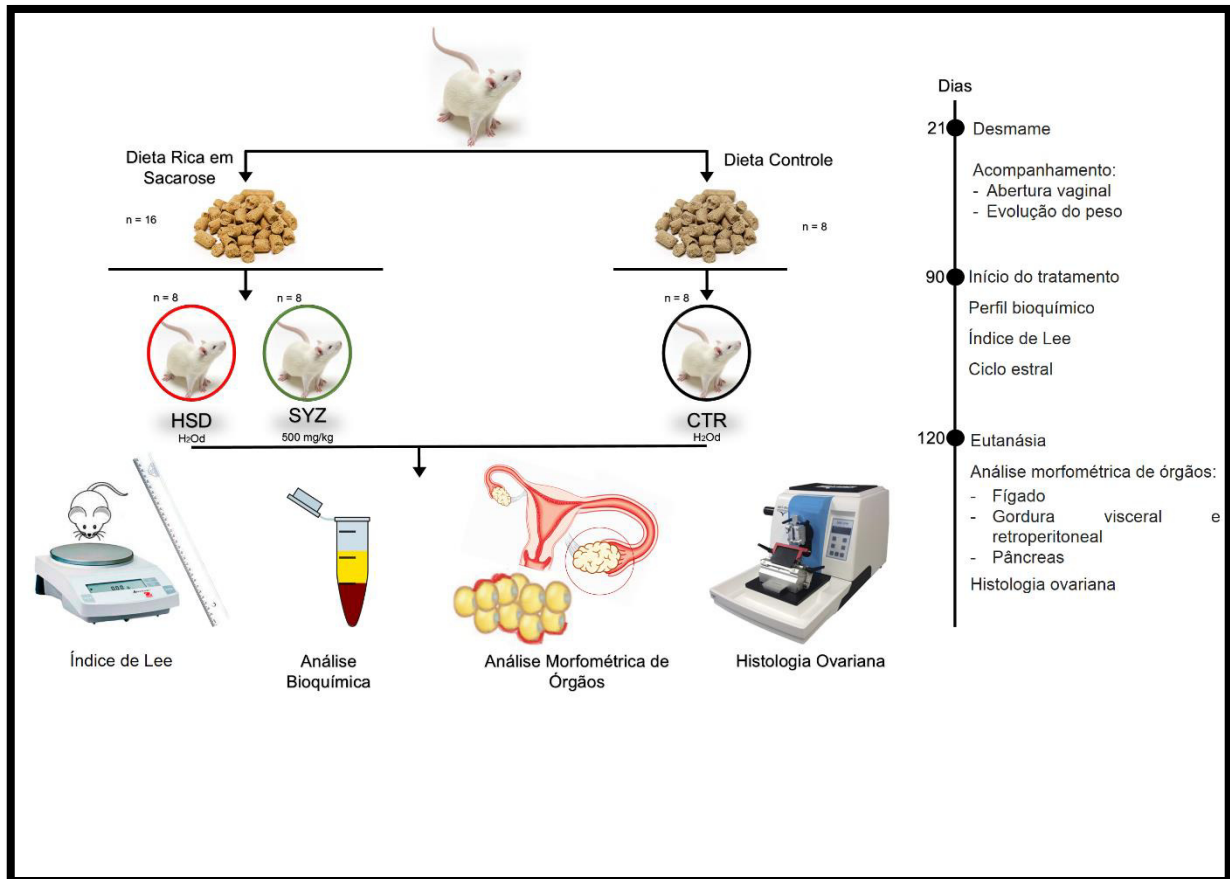 Dieta Rica em
Sacarose
Dieta Controle
n = 16
n = 8
n = 8
n = 8
n = 8
HSD
H₂Od
SYZ
500 mg/kg
CTR
H₂Od
Índice de Lee
Análise
Bioquímica
Análise Morfométrica de
Órgãos
Histologia Ovariana
Dias
21 Desmame
Acompanhamento:
- Abertura vaginal
- Evolução do peso
90 Início do tratamento
Perfil bioquímico
Índice de Lee
Ciclo estral
120 Eutanásia
Análise morfométrica de órgãos:
- Fígado
- Gordura visceral e
retroperitoneal
- Pâncreas
Histologia ovariana